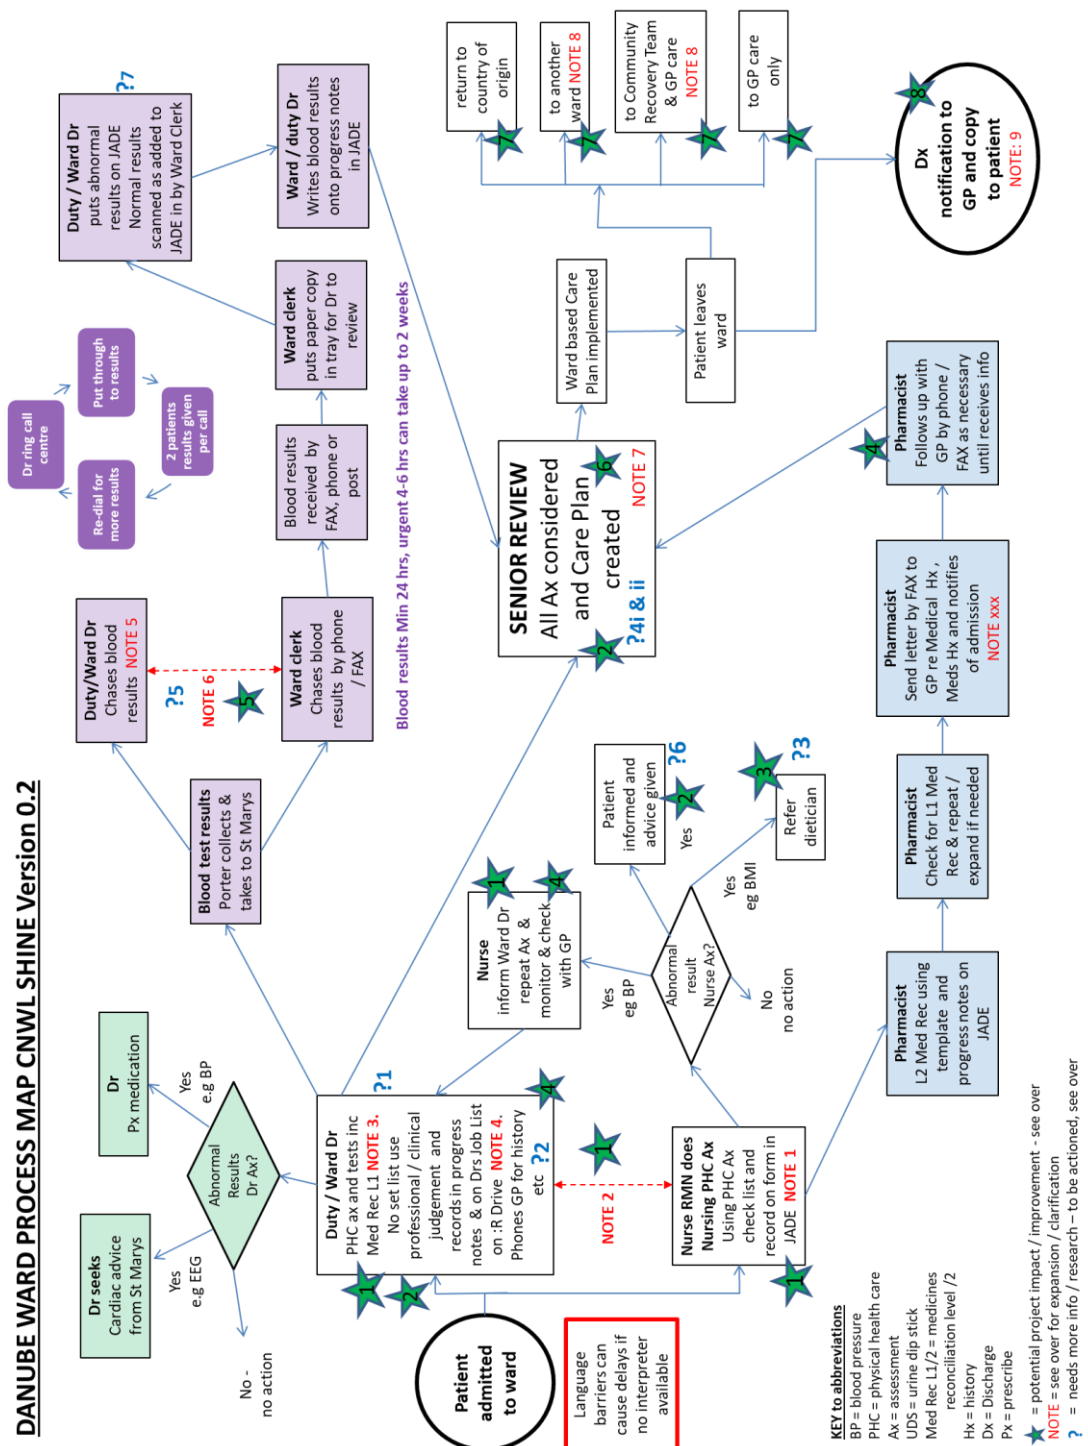 DANUBE WARD PROCESS MAP CNWL SHINE Version 0.2
Patient
admitted
to ward
Language
barriers can
cause delays if
no interpreter
available
Dr seeks
Cardiac advice
from St Marys
Dr
Px medication
Yes
e.g EEG
Yes
e.g BP
Abnormal
Results
Dr Ax?
No -
no action
Duty / Ward Dr
PHC ax and tests inc
Med Rec L1 NOTE 3.
No set list use
professional / clinical
judgement and
records in progress
notes & on Drs Job List
on :R Drive NOTE 4.
Phones GP for history
etc ?2
?1
1
2
4
NOTE 2
1
Nurse RMN does
Nursing PHC Ax
Using PHC Ax
check list and
record on form in
JADE NOTE 1
1
Blood test results
Porter collects &
takes to St Marys
Duty/Ward Dr
Chases blood
results NOTE 5
?5
NOTE 6
5
Ward clerk
Chases blood
results by phone
/ FAX
Dr ring call
centre
Put through
to results
2 patients
results given
per call
Re-dial for
more results
Blood results
received by
FAX, phone or
post
Ward clerk
puts paper copy
in tray for Dr to
review
Duty / Ward Dr
puts abnormal
results on JADE
Normal results
scanned as added to
JADE in by Ward Clerk
?7
Ward / duty Dr
Writes blood results
onto progress notes
in JADE
Blood results Min 24 hrs, urgent 4-6 hrs can take up to 2 weeks
Nurse
inform Ward Dr
repeat Ax &
monitor & check
with GP
1
4
Yes
eg BP
Abnormal
result
Nurse Ax?
No
no action
Patient
informed and
advice given
Yes
2
?6
Yes
eg BMI
Refer
dietician
3
?3
SENIOR REVIEW
All Ax considered
and Care Plan
created
2
6
?4i & ii
NOTE 7
Ward based Care
Plan implemented
Patient leaves
ward
return to
country of
origin
7
to another
ward NOTE 8
7
to Community
Recovery Team
& GP care
NOTE 8
7
to GP care
only
7
8
Dx
notification to
GP and copy
to patient
NOTE: 9
Pharmacist
L2 Med Rec using
template and
progress notes on
JADE
Pharmacist
Check for L1 Med
Rec & repeat /
expand if needed
Pharmacist
Send letter by FAX to
GP re Medical Hx ,
Meds Hx and notifies
of admission
NOTE xxx
4
Pharmacist
Follows up with
GP by phone /
FAX as necessary
until receives info
KEY to abbreviations
BP = blood pressure
PHC = physical health care
Ax = assessment
UDS = urine dip stick
Med Rec L1/2 = medicines
reconciliation level /2
Hx = history
Dx = Discharge
Px = prescribe
= potential project impact / improvement - see over
NOTE = see over for expansion / clarification
? = needs more info / research – to be actioned, see over